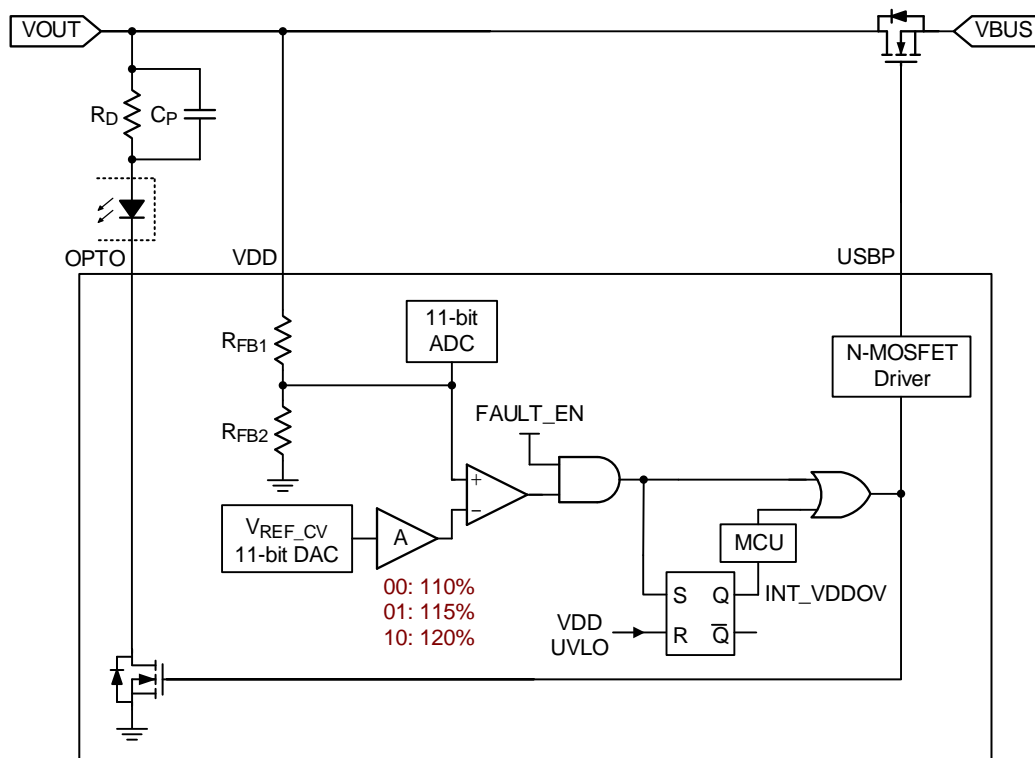 VOUT
VBUS
RD
CP
OPTO
VDD
USBP
RFB1
11-bit
ADC
N-MOSFET
Driver
FAULT_EN
RFB2
+
−
VREF_CV
11-bit DAC
A
MCU
00: 110%
01: 115%
10: 120%
S
Q
INT_VDDOV
VDD
UVLO
R
Q̅